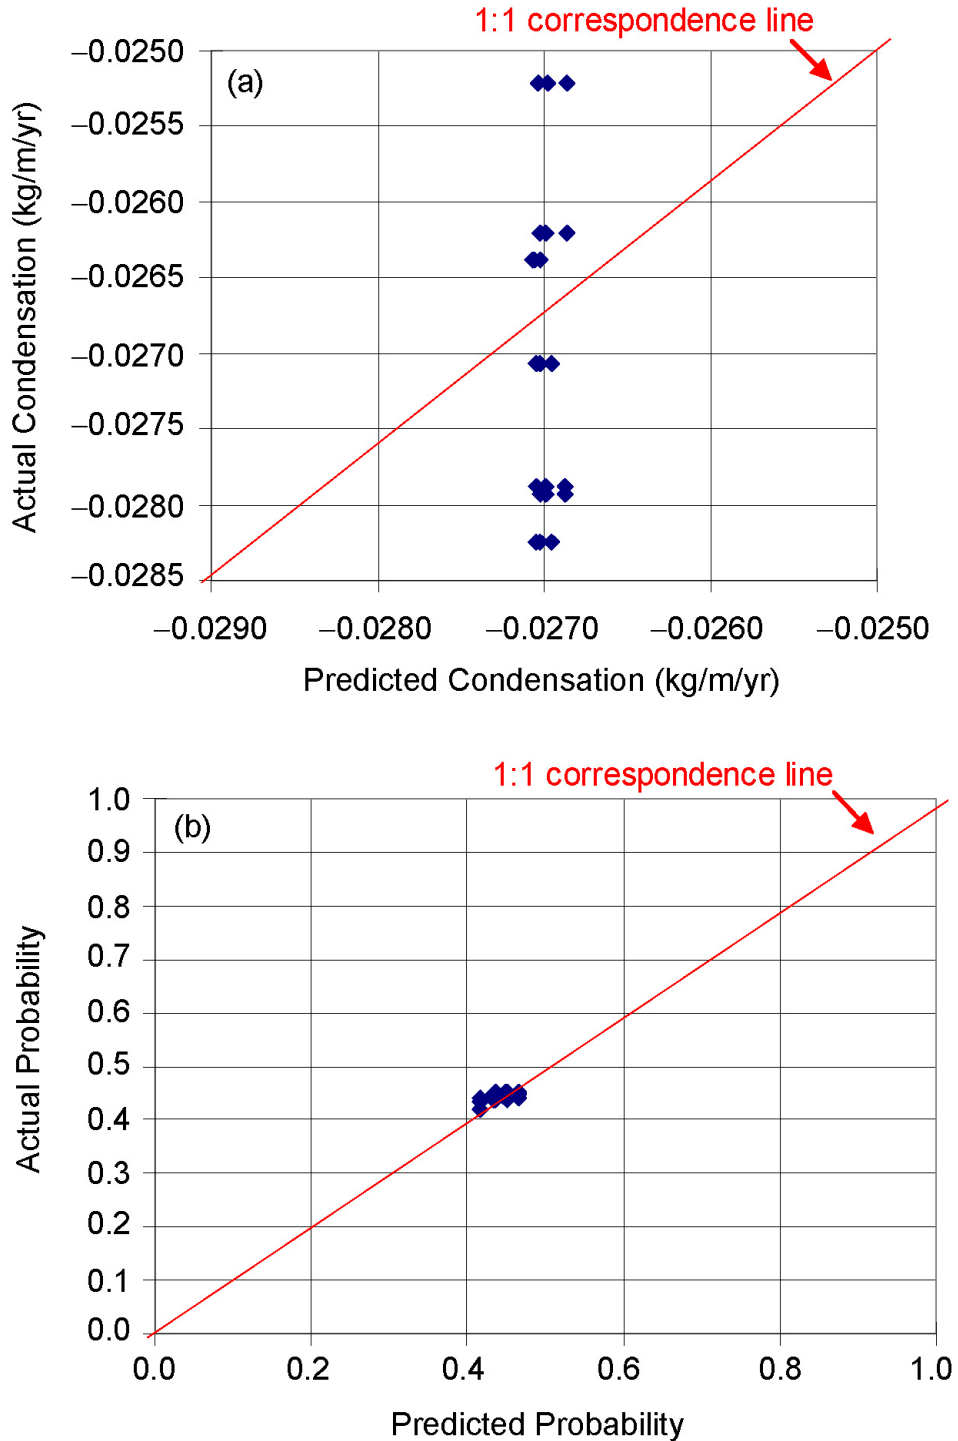 1:1 correspondence line
(a)
Actual Condensation (kg/m/yr)
−0.0250
−0.0255
−0.0260
−0.0265
−0.0270
−0.0275
−0.0280
−0.0285
−0.0290 −0.0280 −0.0270 −0.0260 −0.0250
Predicted Condensation (kg/m/yr)
1:1 correspondence line
(b)
Actual Probability
1.0
0.9
0.8
0.7
0.6
0.5
0.4
0.3
0.2
0.1
0.0
0.0 0.2 0.4 0.6 0.8 1.0
Predicted Probability